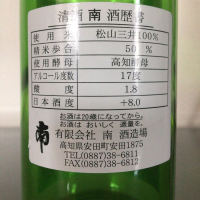 清酒 南 酒歴書
使用米 松山三井100%
精米歩合 50 %
使用酵母 高知酵母
アルコール度数 17度
酸度 1.8
日本酒度 +8.0
お酒は20歳になってから。
お酒は おいしく 適量を。
南
有限会社 南 酒造場
高知県安田町安田1875
TEL(0887)38-6811
FAX(0887)38-6812